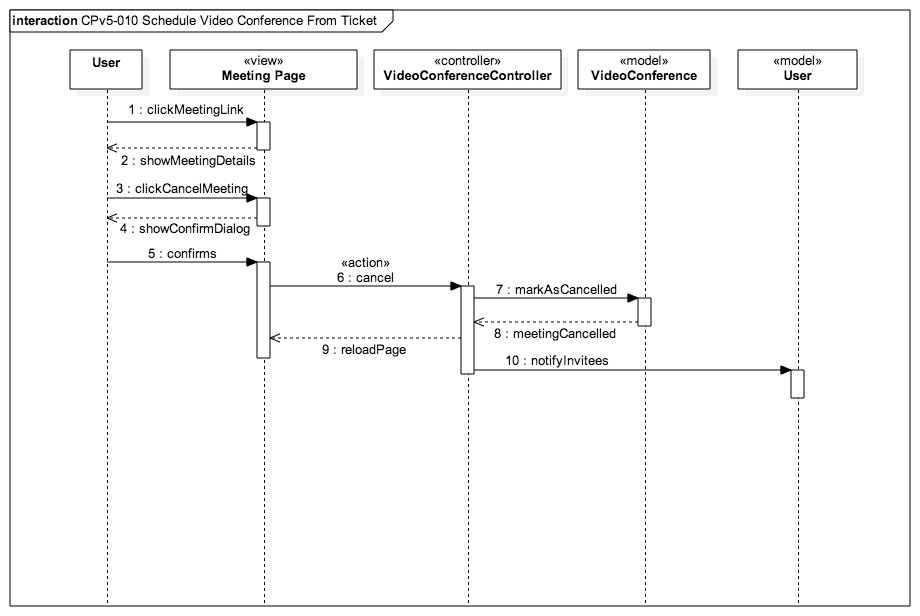 interaction CPv5-010 Schedule Video Conference From Ticket
User
«view»
Meeting Page
«controller»
VideoConferenceController
«model»
VideoConference
«model»
User
1 : clickMeetingLink
2 : showMeetingDetails
3 : clickCancelMeeting
4 : showConfirmDialog
5 : confirms
«action»
6 : cancel
7 : markAsCancelled
8 : meetingCancelled
9 : reloadPage
10 : notifyInvitees